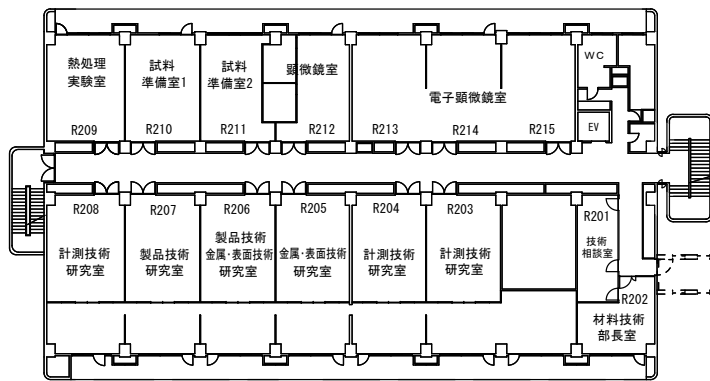 熱処理
実験室
R209
試料
準備室1
R210
試料
準備室2
R211
顕微鏡室
R212
電子顕微鏡室
R213
R214
R215
WC
EV
R208
計測技術
研究室
R207
製品技術
研究室
R206
製品技術
金属・表面技術
研究室
R205
金属・表面技術
研究室
R204
計測技術
研究室
R203
計測技術
研究室
R201
技術
相談室
R202
材料技術
部長室